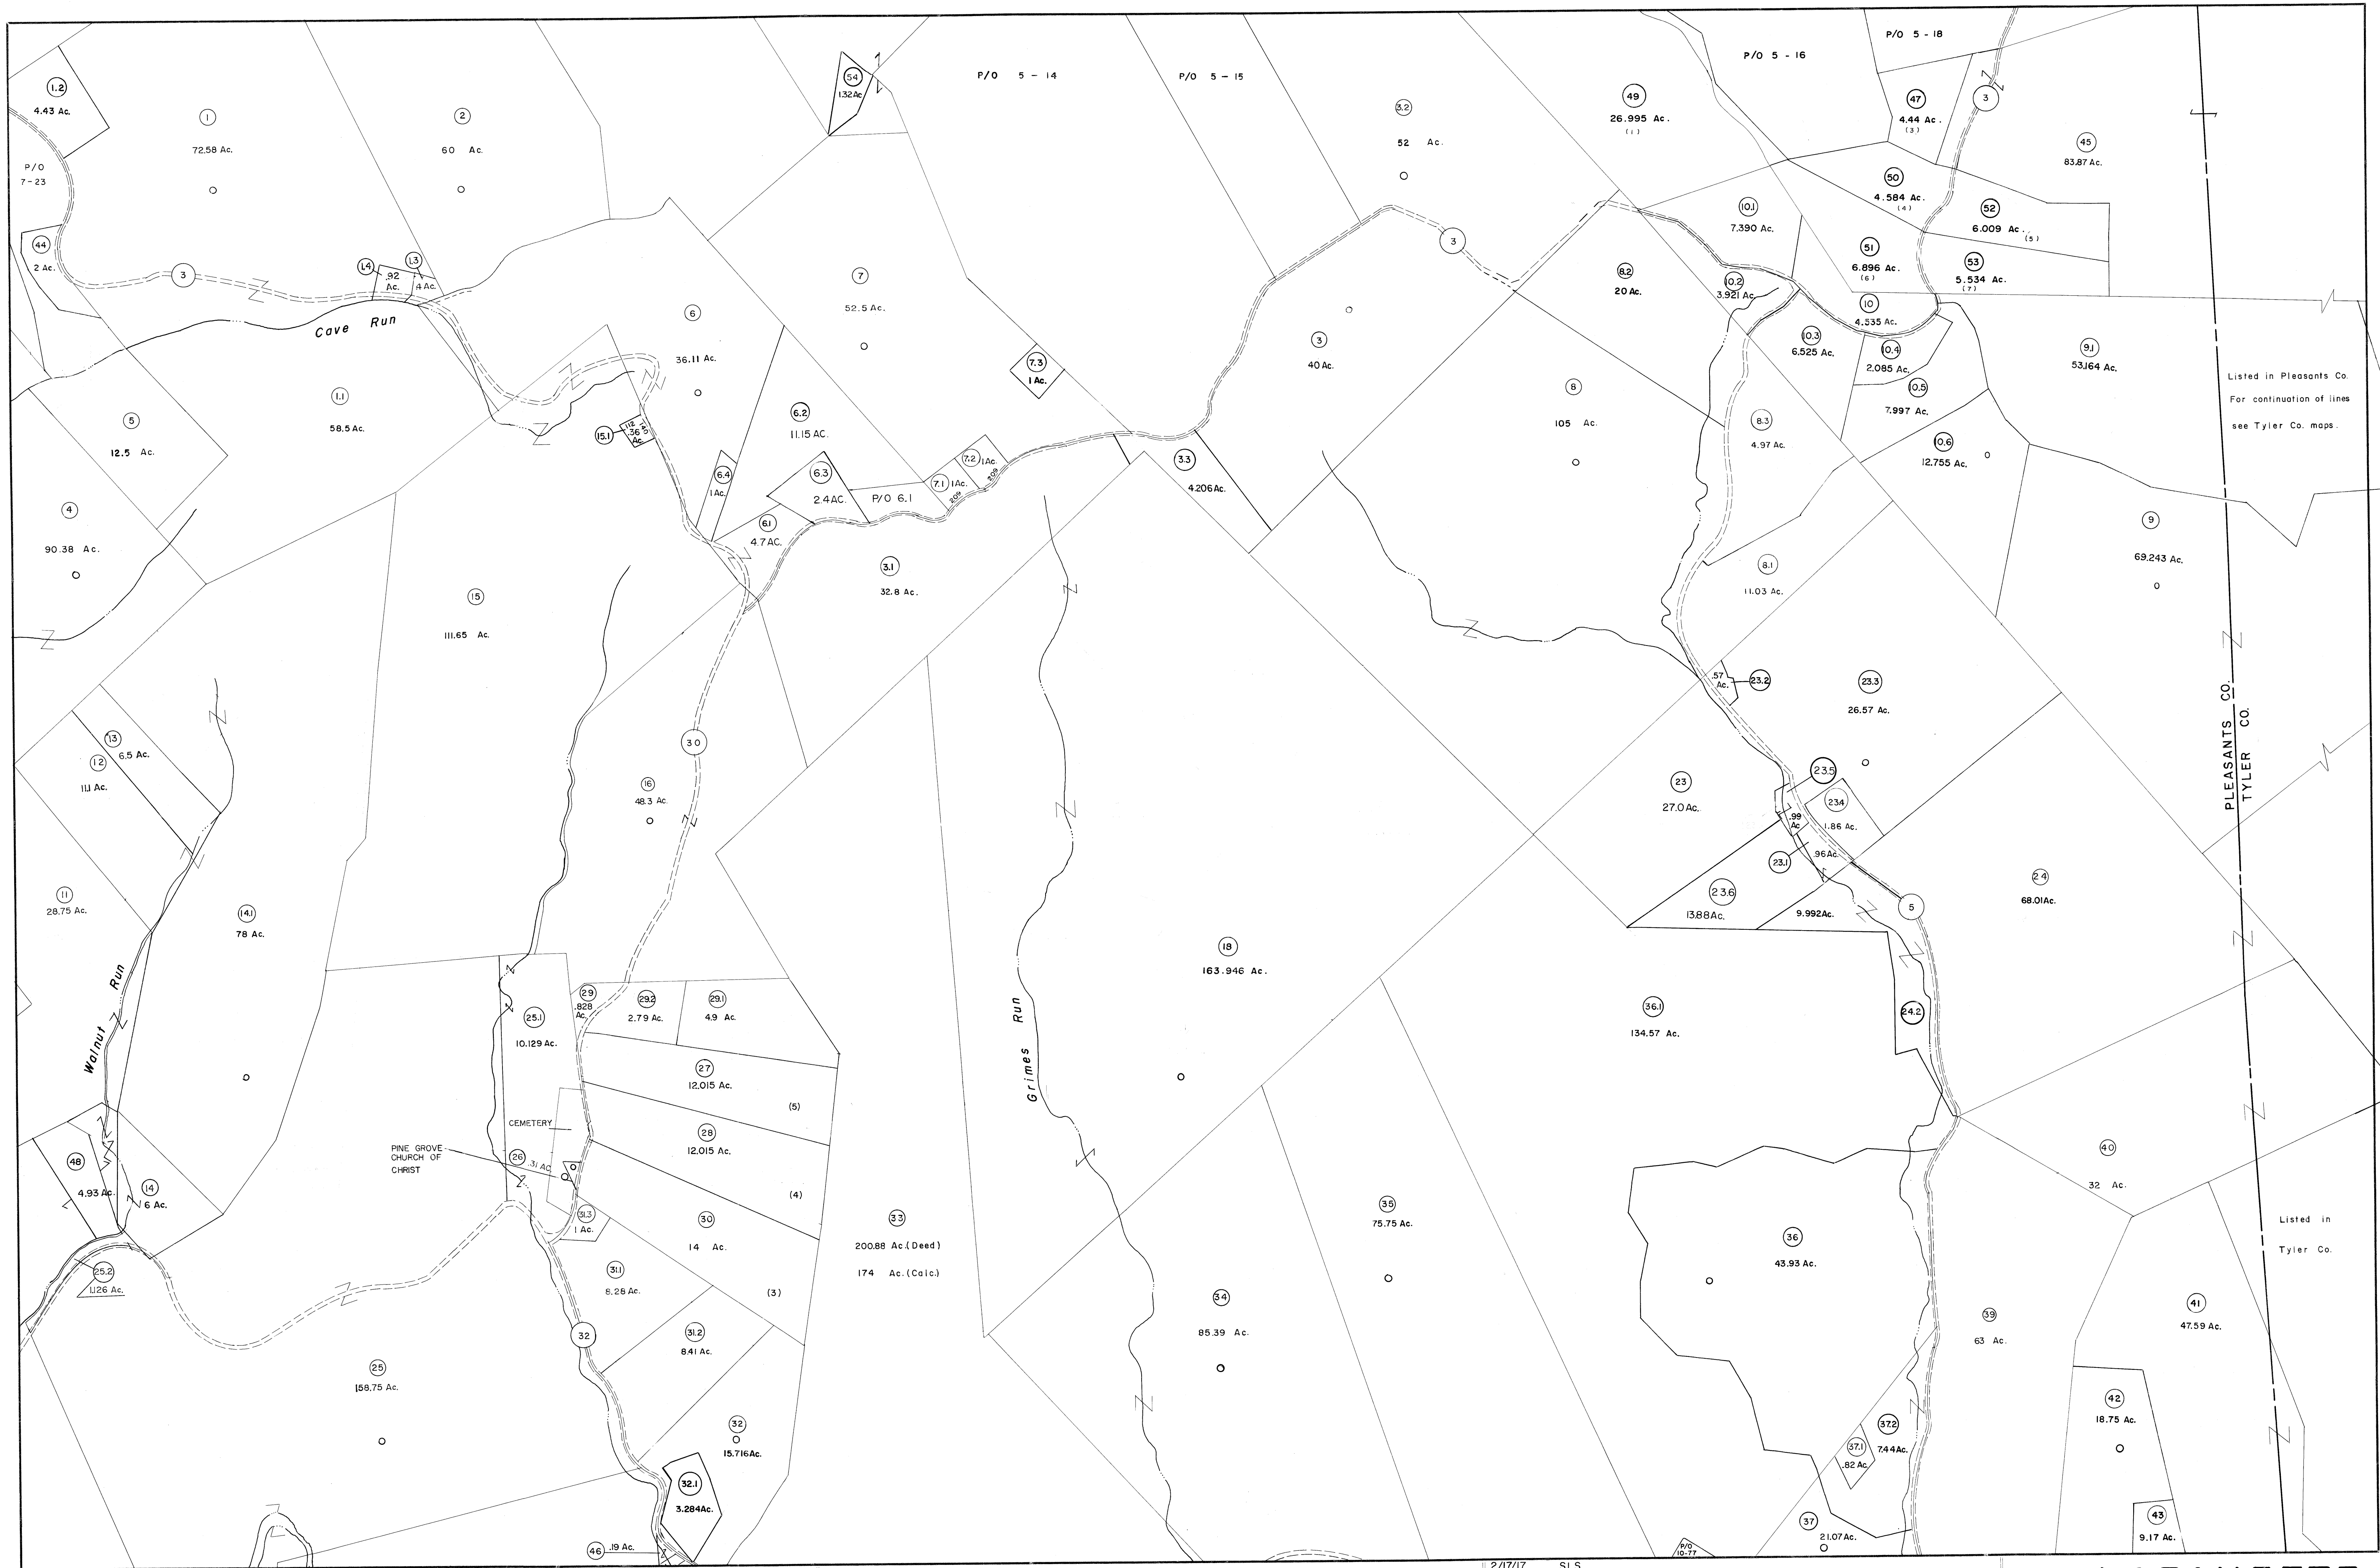 1.2
4.43 Ac.
P/O
7-23
44
2 Ac.
1
72.58 Ac.
2
60 Ac.
54
1.32 Ac
P/O 5 - 14
P/O 5 - 15
3.2
52 Ac.
49
26.995 Ac.
(1)
P/O 5 - 16
P/O 5 - 18
47
4.44 Ac.
(3)
3
45
83.87 Ac.
50
4.584 Ac.
(4)
52
6.009 Ac.
(5)
51
6.896 Ac.
(6)
53
5.534 Ac.
(7)
10.1
7.390 Ac.
10.2
3.921 Ac.
10
4.535 Ac.
10.3
6.525 Ac.
10.4
2.085 Ac.
10.5
7.997 Ac.
10.6
12.755 Ac.
9.1
53.164 Ac.
Listed in Pleasants Co.
For continuation of lines
see Tyler Co. maps.
3
1.4
.92
Ac.
1.3
.4 Ac.
Cave Run
6
36.11 Ac.
7
52.5 Ac.
7.3
1 Ac.
3
3
40 Ac.
8.2
20 Ac.
8
105 Ac.
8.3
4.97 Ac.
5
12.5 Ac.
1.1
58.5 Ac.
15.1
112
140
.36
Ac.
6.2
11.15 AC.
6.4
1 Ac.
6.3
2.4 AC.
P/O 6.1
7.1
1 Ac.
7.2
1 Ac.
209
209
6.1
4.7 AC.
3.3
4.206 Ac.
3.1
32.8 Ac.
4
90.38 Ac.
15
111.65 Ac.
8.1
11.03 Ac.
9
69.243 Ac.
.57
Ac.
23.2
23.3
26.57 Ac.
PLEASANTS CO.
TYLER CO.
13
6.5 Ac.
12
11.1 Ac.
30
16
48.3 Ac.
23
27.0 Ac.
23.5
23.4
1.86 Ac.
.99
Ac
23.1
.96 Ac.
23.6
13.88 Ac.
9.992 Ac.
5
24
68.01 Ac.
11
28.75 Ac.
14.1
78 Ac.
Walnut Run
18
163.946 Ac.
Grimes Run
36.1
134.57 Ac.
24.2
25.1
10.129 Ac.
29
.828
Ac.
29.2
2.79 Ac.
29.1
4.9 Ac.
27
12.015 Ac.
(5)
CEMETERY
PINE GROVE
CHURCH OF
CHRIST
26
.31 AC.
28
12.015 Ac.
(4)
48
4.93 Ac.
14
6 Ac.
31.3
1 Ac.
30
14 Ac.
(3)
33
200.88 Ac.(Deed)
174 Ac.(Calc.)
35
75.75 Ac.
36
43.93 Ac.
40
32 Ac.
Listed in
Tyler Co.
25.2
1.126 Ac.
31.1
8.28 Ac.
32
31.2
8.41 Ac.
34
85.39 Ac.
39
63 Ac.
41
47.59 Ac.
25
158.75 Ac.
32
15.716 Ac.
32.1
3.284 Ac.
37.2
7.44 Ac.
37.1
.82 Ac.
42
18.75 Ac.
43
9.17 Ac.
37
21.07 Ac.
46
.19 Ac.
P/O
10-77
2/17/17 SLS